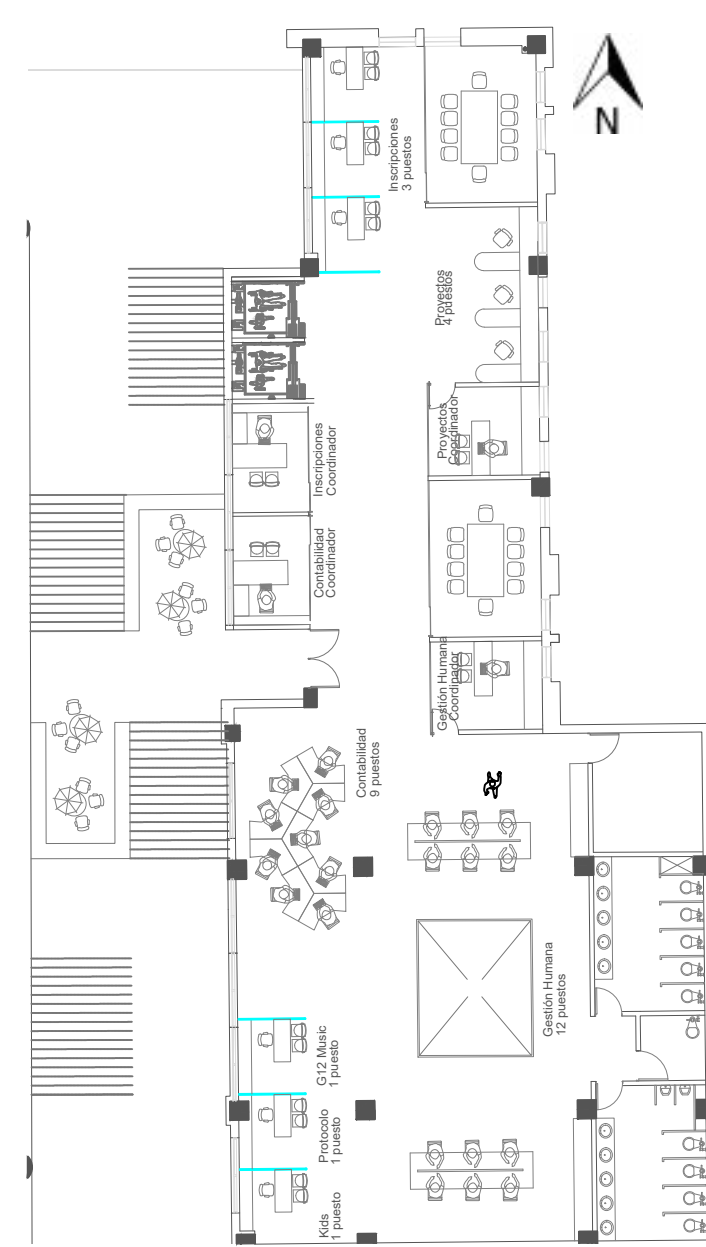 N
Inscripciones
3 puestos
Proyectos
4 puestos
Proyectos
Coordinador
Inscripciones
Coordinador
Contabilidad
Coordinador
Gestión Humana
Coordinador
Contabilidad
9 puestos
Gestión Humana
12 puestos
G12 Music
1 puesto
Protocolo
1 puesto
Kids
1 puesto